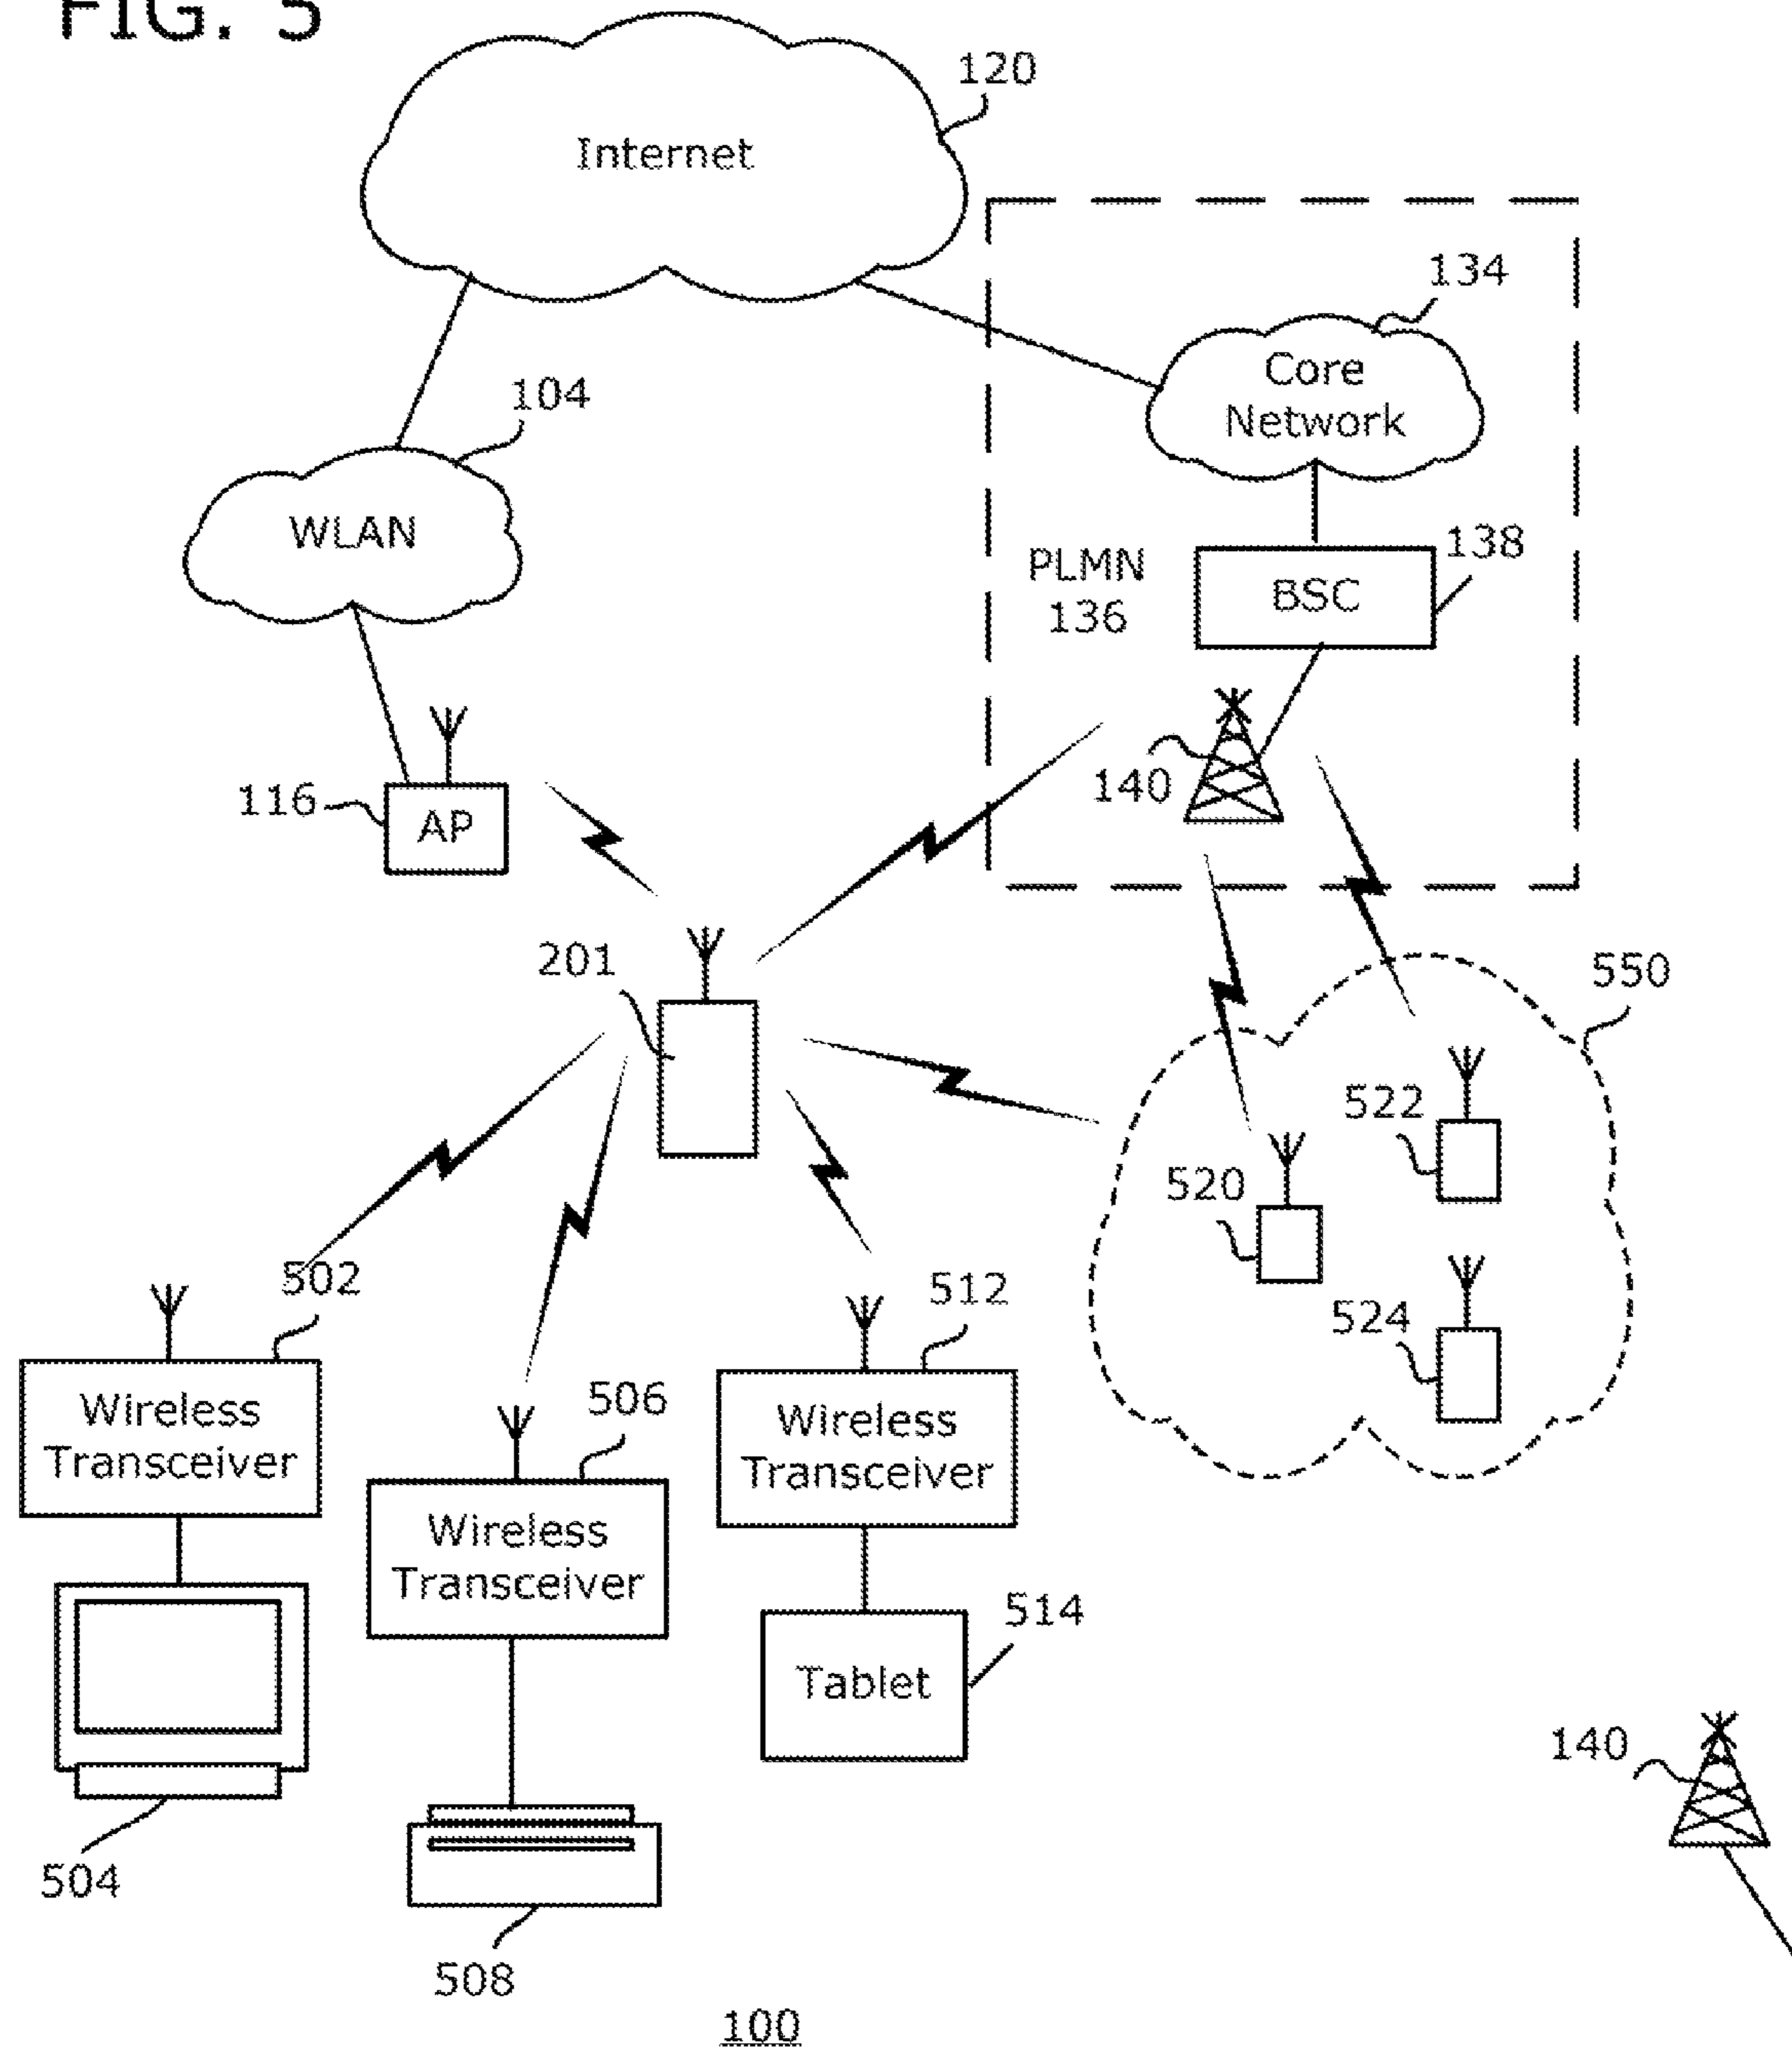 FIG. 5
120
Internet
134
Core
Network
104
WLAN
138
PLMN
136
BSC
140
116
AP
201
550
522
520
502
512
524
506
Wireless
Transceiver
Wireless
Transceiver
Wireless
Transceiver
514
Tablet
140
504
508
100